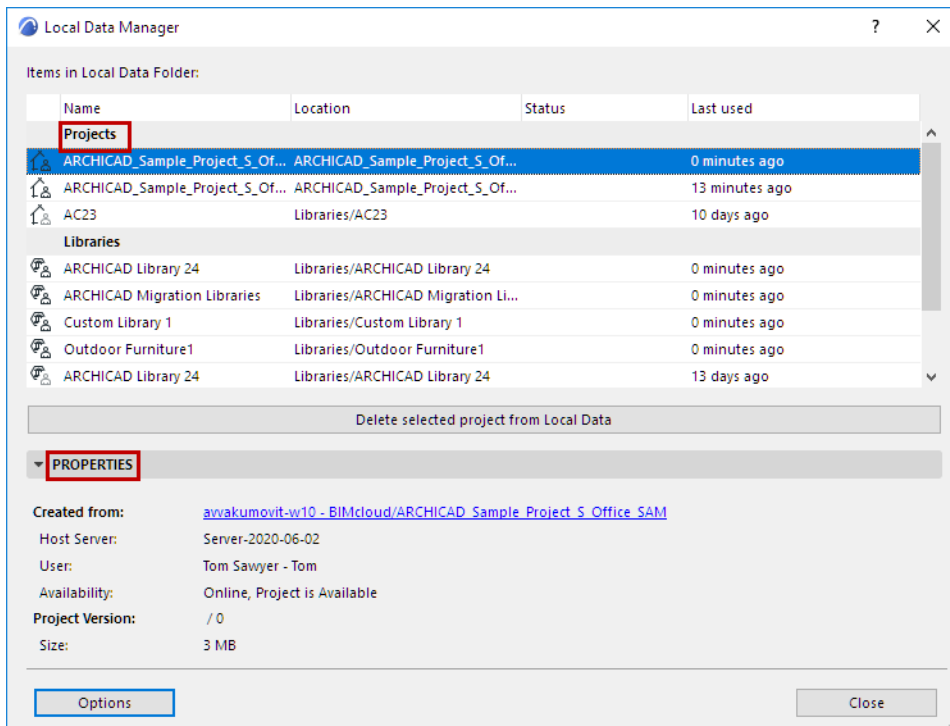 Local Data Manager ?
Items in Local Data Folder:
Name Location Status Last used
Projects
ARCHICAD_Sample_Project_S_Of... ARCHICAD_Sample_Project_S_Of... 0 minutes ago
ARCHICAD_Sample_Project_S_Of... ARCHICAD_Sample_Project_S_Of... 13 minutes ago
AC23 Libraries/AC23 10 days ago
Libraries
ARCHICAD Library 24 Libraries/ARCHICAD Library 24 0 minutes ago
ARCHICAD Migration Libraries Libraries/ARCHICAD Migration Li... 0 minutes ago
Custom Library 1 Libraries/Custom Library 1 0 minutes ago
Outdoor Furniture1 Libraries/Outdoor Furniture1 0 minutes ago
ARCHICAD Library 24 Libraries/ARCHICAD Library 24 13 days ago
Delete selected project from Local Data
PROPERTIES
Created from: avvakumovit-w10 - BIMcloud/ARCHICAD_Sample_Project_S_Office_SAM
Host Server: Server-2020-06-02
User: Tom Sawyer - Tom
Availability: Online, Project is Available
Project Version: / 0
Size: 3 MB
Options Close